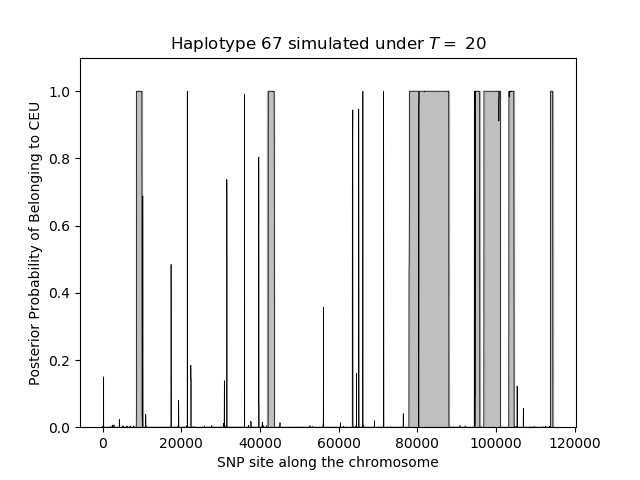 Haplotype 67 simulated under T = 20
Posterior Probability of Belonging to CEU
1.0
0.8
0.6
0.4
0.2
0.0
0 20000 40000 60000 80000 100000 120000
SNP site along the chromosome